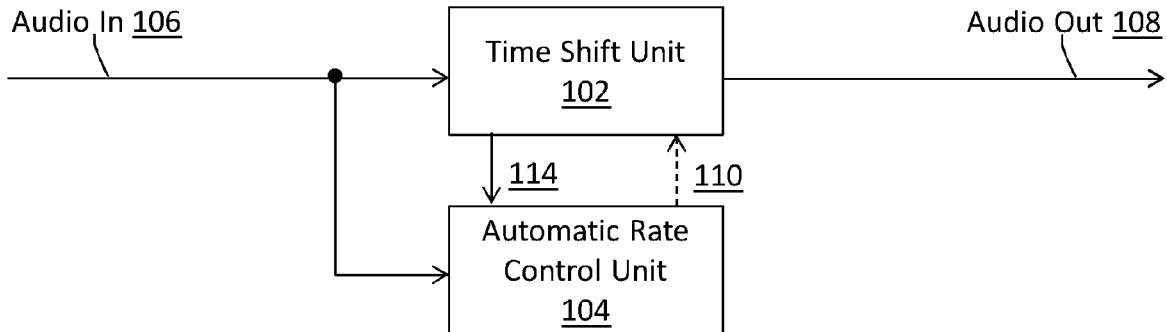 Audio In 106
Audio Out 108
Time Shift Unit
102
114
110
Automatic Rate
Control Unit
104